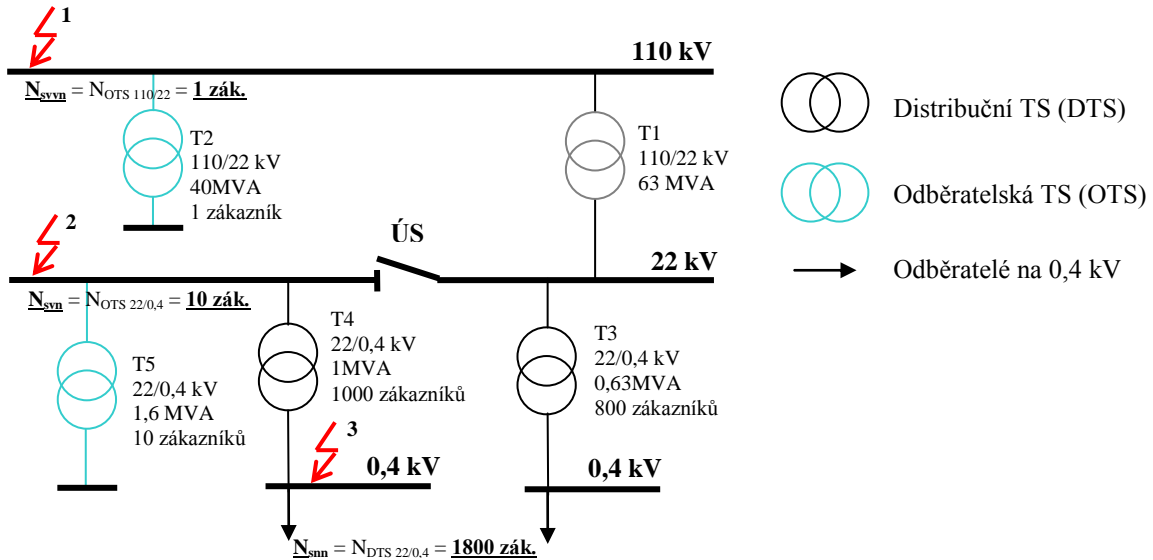 1
110 kV
N_svvn = N_OTS 110/22 = 1 zák.
T2
110/22 kV
40MVA
1 zákazník
T1
110/22 kV
63 MVA
Distribuční TS (DTS)
Odběratelská TS (OTS)
Odběratelé na 0,4 kV
2
ÚS
22 kV
N_svn = N_OTS 22/0,4 = 10 zák.
T5
22/0,4 kV
1,6 MVA
10 zákazníků
T4
22/0,4 kV
1MVA
1000 zákazníků
T3
22/0,4 kV
0,63MVA
800 zákazníků
3
0,4 kV
0,4 kV
N_snn = N_DTS 22/0,4 = 1800 zák.